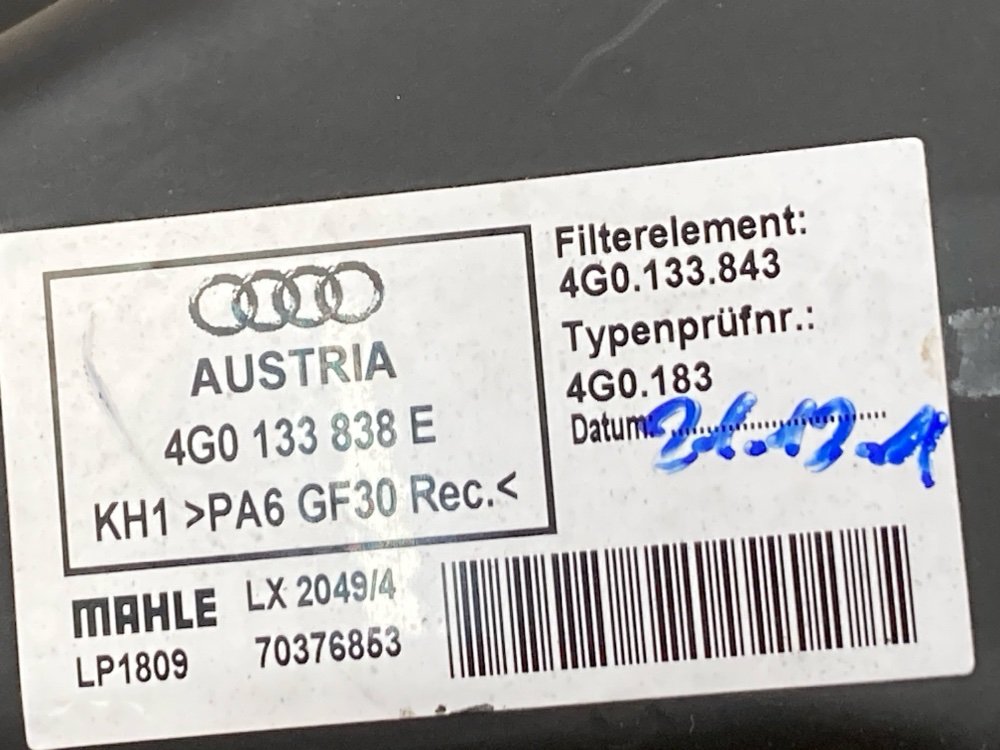 AUSTRIA
4G0 133 838 E
KH1 >PA6 GF30 Rec.<
Filterelement:
4G0.133.843
Typenprüfnr.:
4G0.183
Datum:
MAHLE
LX 2049/4
LP1809
70376853